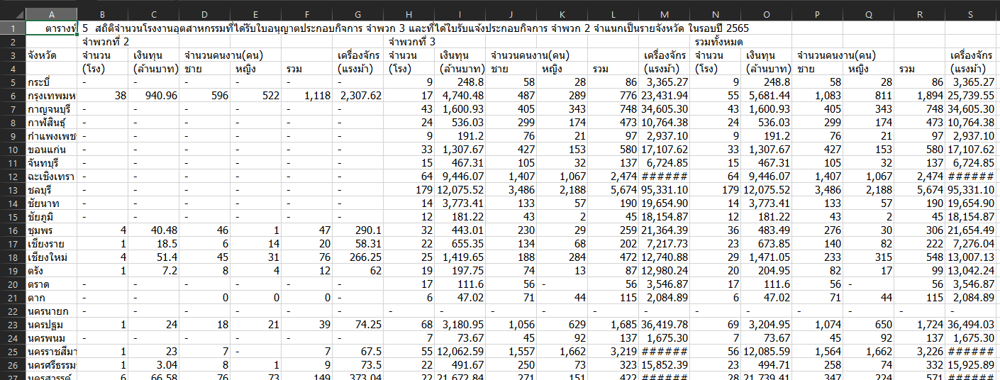 A B C D E F G H I J K L M N O P Q R S
1 ตารางที่ 5 สถิติจำนวนโรงงานอุตสาหกรรมที่ได้รับใบอนุญาตประกอบกิจการ จำพวก 3 และที่ได้ใบรับแจ้งประกอบกิจการ จำพวก 2 จำแนกเป็นรายจังหวัด ในรอบปี 2565
2 จำพวกที่ 2 จำพวกที่ 3 รวมทั้งหมด
3 จังหวัด จำนวน เงินทุน จำนวนคนงาน(คน) เครื่องจักร จำนวน เงินทุน จำนวนคนงาน(คน) เครื่องจักร จำนวน เงินทุน จำนวนคนงาน(คน) เครื่องจักร
4 (โรง) (ล้านบาท) ชาย หญิง รวม (แรงม้า) (โรง) (ล้านบาท) ชาย หญิง รวม (แรงม้า) (โรง) (ล้านบาท) ชาย หญิง รวม (แรงม้า)
5 กระบี่ - - - - - - 9 248.8 58 28 86 3,365.27 9 248.8 58 28 86 3,365.27
6 กรุงเทพมห 38 940.96 596 522 1,118 2,307.62 17 4,740.48 487 289 776 23,431.94 55 5,681.44 1,083 811 1,894 25,739.55
7 กาญจนบุรี - - - - - - 43 1,600.93 405 343 748 34,605.30 43 1,600.93 405 343 748 34,605.30
8 กาฬสินธุ์ - - - - - - 24 536.03 299 174 473 10,764.38 24 536.03 299 174 473 10,764.38
9 กำแพงเพช - - - - - - 9 191.2 76 21 97 2,937.10 9 191.2 76 21 97 2,937.10
10 ขอนแก่น - - - - - - 33 1,307.67 427 153 580 17,107.62 33 1,307.67 427 153 580 17,107.62
11 จันทบุรี - - - - - - 15 467.31 105 32 137 6,724.85 15 467.31 105 32 137 6,724.85
12 ฉะเชิงเทรา - - - - - - 64 9,446.07 1,407 1,067 2,474 ###### 64 9,446.07 1,407 1,067 2,474 ######
13 ชลบุรี - - - - - - 179 12,075.52 3,486 2,188 5,674 95,331.10 179 12,075.52 3,486 2,188 5,674 95,331.10
14 ชัยนาท - - - - - - 14 3,773.41 133 57 190 19,654.90 14 3,773.41 133 57 190 19,654.90
15 ชัยภูมิ - - - - - - 12 181.22 43 2 45 18,154.87 12 181.22 43 2 45 18,154.87
16 ชุมพร 4 40.48 46 1 47 290.1 32 443.01 230 29 259 21,364.39 36 483.49 276 30 306 21,654.49
17 เชียงราย 1 18.5 6 14 20 58.31 22 655.35 134 68 202 7,217.73 23 673.85 140 82 222 7,276.04
18 เชียงใหม่ 4 51.4 45 31 76 266.25 25 1,419.65 188 284 472 12,740.88 29 1,471.05 233 315 548 13,007.13
19 ตรัง 1 7.2 8 4 12 62 19 197.75 74 13 87 12,980.24 20 204.95 82 17 99 13,042.24
20 ตราด - - - - - - 17 111.6 56 - 56 3,546.87 17 111.6 56 - 56 3,546.87
21 ตาก - - 0 0 0 - 6 47.02 71 44 115 2,084.89 6 47.02 71 44 115 2,084.89
22 นครนายก - - - - - - - - - - - - - - - - - -
23 นครปฐม 1 24 18 21 39 74.25 68 3,180.95 1,056 629 1,685 36,419.78 69 3,204.95 1,074 650 1,724 36,494.03
24 นครพนม - - - - - - 7 73.67 45 92 137 1,675.30 7 73.67 45 92 137 1,675.30
25 นครราชสีมา 1 23 7 - 7 67.5 55 12,062.59 1,557 1,662 3,219 ###### 56 12,085.59 1,564 1,662 3,226 ######
26 นครศรีธรรม 1 3.04 8 1 9 73.5 22 491.67 250 73 323 15,852.39 23 494.71 258 74 332 15,925.89
27 นครสวรรค์ 6 66.58 76 73 149 373.04 22 21,672.84 271 151 422 ###### 28 21,739.41 347 224 571 ######